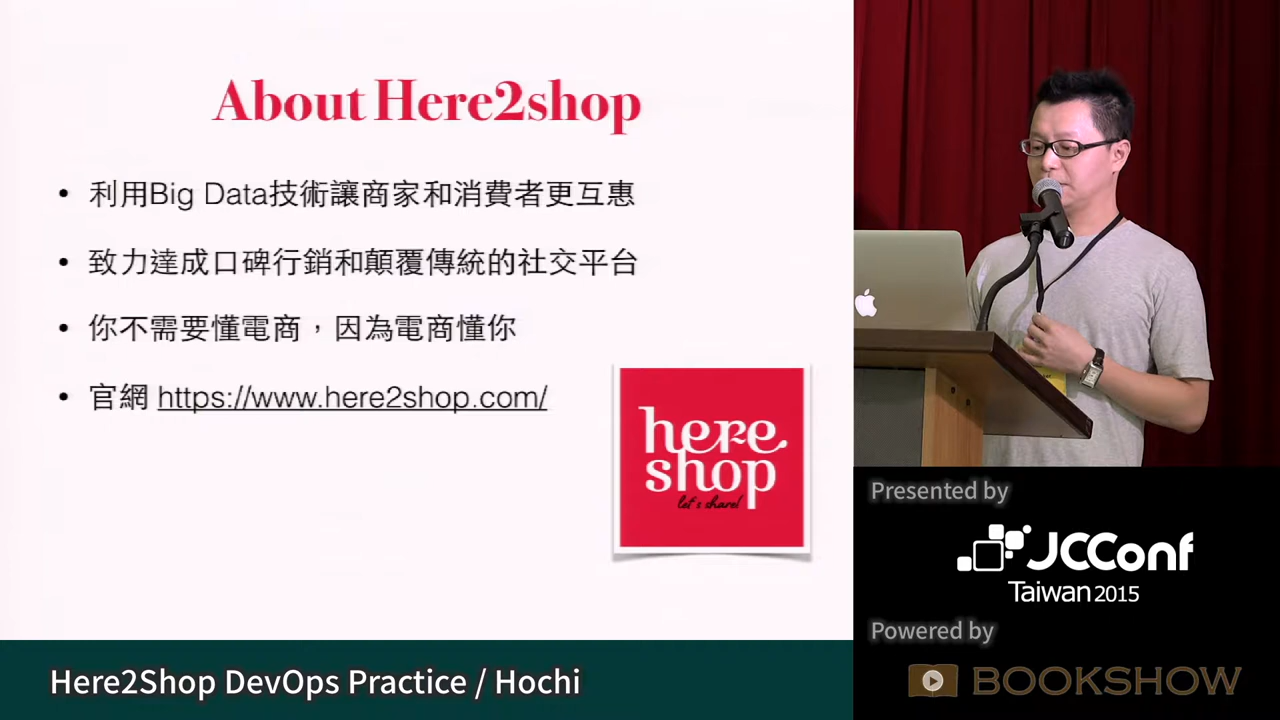 About Here2shop
• 利用Big Data技術讓商家和消費者更互惠
• 致力達成口碑行銷和顛覆傳統的社交平台
• 你不需要懂電商，因為電商懂你
• 官網 https://www.here2shop.com/
here
shop
let's share!
Here2Shop DevOps Practice / Hochi
Presented by
JCConf
Taiwan 2015
Powered by
BOOKSHOW